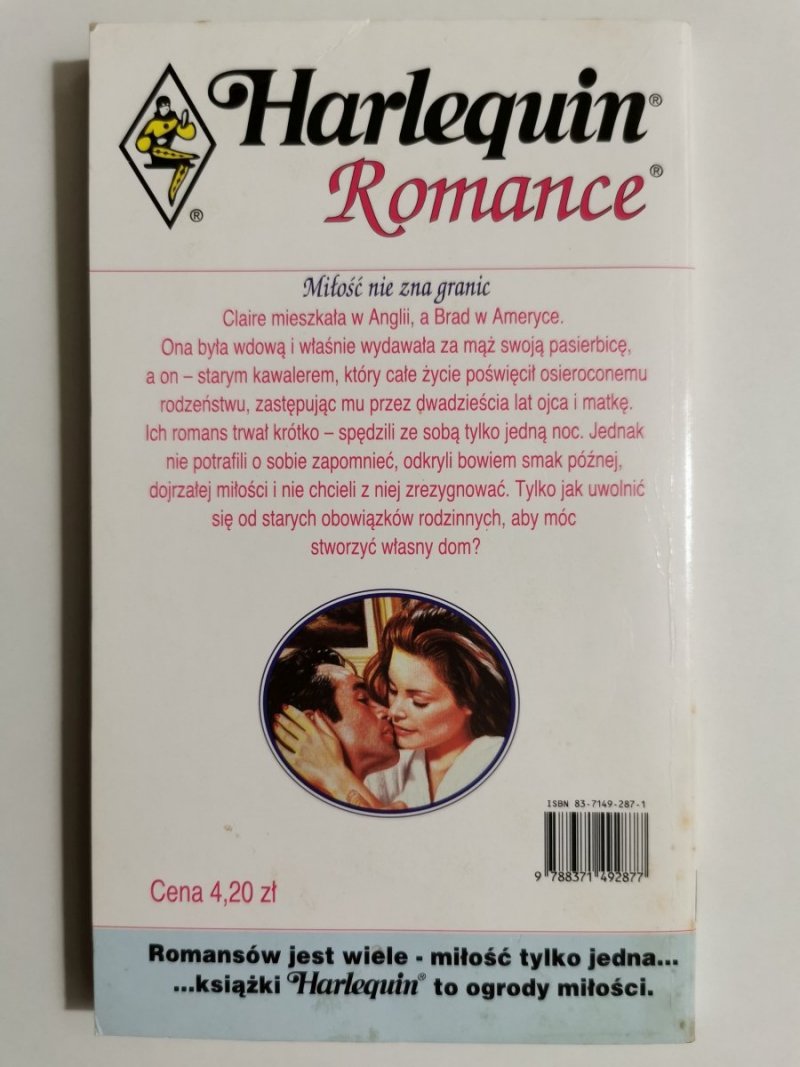 Harlequin®
Romance®
®
Miłość nie zna granic
Claire mieszkała w Anglii, a Brad w Ameryce.
Ona była wdową i właśnie wydawała za mąż swoją pasierbicę,
a on – starym kawalerem, który całe życie poświęcił osieroconemu
rodzeństwu, zastępując mu przez dwadzieścia lat ojca i matkę.
Ich romans trwał krótko – spędzili ze sobą tylko jedną noc. Jednak
nie potrafili o sobie zapomnieć, odkryli bowiem smak późnej,
dojrzałej miłości i nie chcieli z niej zrezygnować. Tylko jak uwolnić
się od starych obowiązków rodzinnych, aby móc
stworzyć własny dom?
ISBN 83-7149-287-1
9 788371 492877
Cena 4,20 zł
Romansów jest wiele - miłość tylko jedna...
...książki Harlequin® to ogrody miłości.